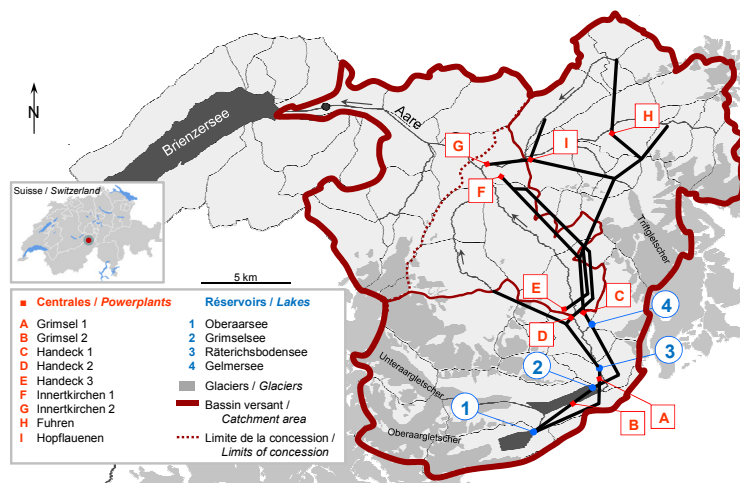 N
Brienzersee
Aare
H
I
G
F
Suisse / Switzerland
Triftgletscher
5 km
E
C
4
D
3
2
Unteraargletscher
1
A
B
Oberaargletscher
Centrales / Powerplants
A Grimsel 1
B Grimsel 2
C Handeck 1
D Handeck 2
E Handeck 3
F Innertkirchen 1
G Innertkirchen 2
H Fuhren
I Hopflauenen
Réservoirs / Lakes
1 Oberaarsee
2 Grimselsee
3 Räterichsbodensee
4 Gelmersee
Glaciers / Glaciers
Bassin versant /
Catchment area
Limite de la concession /
Limits of concession